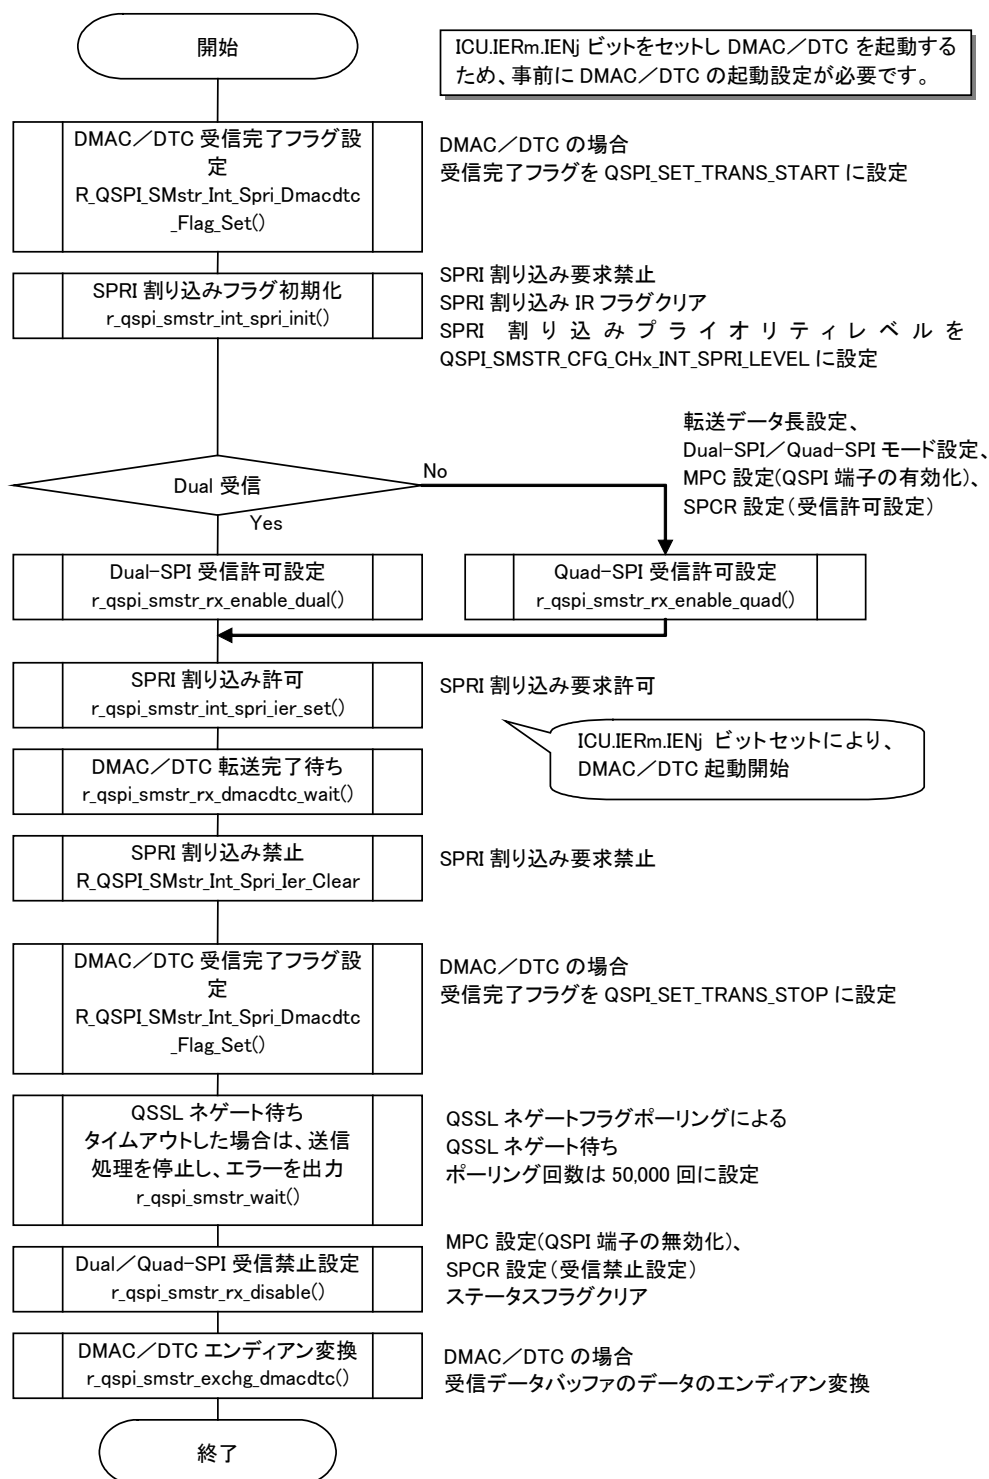 開始
ICU.IERm.IENj ビットをセットし DMAC／DTC を起動する
ため、事前に DMAC／DTC の起動設定が必要です。
DMAC／DTC 受信完了フラグ設
定
R_QSPI_SMstr_Int_Spri_Dmacdtc
_Flag_Set()
DMAC／DTC の場合
受信完了フラグを QSPI_SET_TRANS_START に設定
SPRI 割り込みフラグ初期化
r_qspi_smstr_int_spri_init()
SPRI 割り込み要求禁止
SPRI 割り込み IR フラグクリア
SPRI 割り込みプライオリティレベルを
QSPI_SMSTR_CFG_CHx_INT_SPRI_LEVEL に設定
Dual 受信
No
Yes
転送データ長設定、
Dual-SPI／Quad-SPI モード設定、
MPC 設定(QSPI 端子の有効化)、
SPCR 設定（受信許可設定）
Dual-SPI 受信許可設定
r_qspi_smstr_rx_enable_dual()
Quad-SPI 受信許可設定
r_qspi_smstr_rx_enable_quad()
SPRI 割り込み許可
r_qspi_smstr_int_spri_ier_set()
SPRI 割り込み要求許可
ICU.IERm.IENj ビットセットにより、
DMAC／DTC 起動開始
DMAC／DTC 転送完了待ち
r_qspi_smstr_rx_dmacdtc_wait()
SPRI 割り込み禁止
R_QSPI_SMstr_Int_Spri_Ier_Clear
SPRI 割り込み要求禁止
DMAC／DTC 受信完了フラグ設
定
R_QSPI_SMstr_Int_Spri_Dmacdtc
_Flag_Set()
DMAC／DTC の場合
受信完了フラグを QSPI_SET_TRANS_STOP に設定
QSSL ネゲート待ち
タイムアウトした場合は、送信
処理を停止し、エラーを出力
r_qspi_smstr_wait()
QSSL ネゲートフラグポーリングによる
QSSL ネゲート待ち
ポーリング回数は 50,000 回に設定
Dual／Quad-SPI 受信禁止設定
r_qspi_smstr_rx_disable()
MPC 設定(QSPI 端子の無効化)、
SPCR 設定（受信禁止設定）
ステータスフラグクリア
DMAC／DTC エンディアン変換
r_qspi_smstr_exchg_dmacdtc()
DMAC／DTC の場合
受信データバッファのデータのエンディアン変換
終了